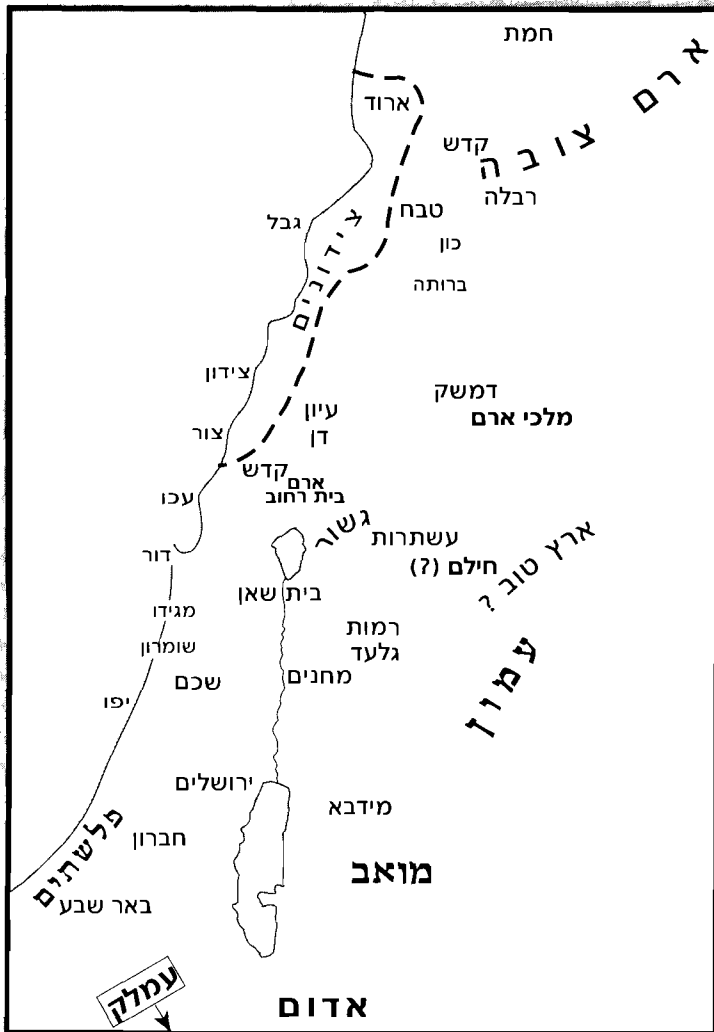 חמת
ארם צובה
ארוד
קדש
רבלה
טבח
גבל
צידונים
כון
ברותה
צידון
דמשק
מלכי ארם
עיון
דן
צור
קדש
ארם
בית רחוב
עכו
גשור
עשתרות
ארץ טוב ?
חילם (?)
דור
בית שאן
מגידו
רמות
גלעד
שומרון
עמון
שכם
מחנים
יפו
ירושלים
מידבא
פלשתים
חברון
מואב
באר שבע
עמלק
אדום